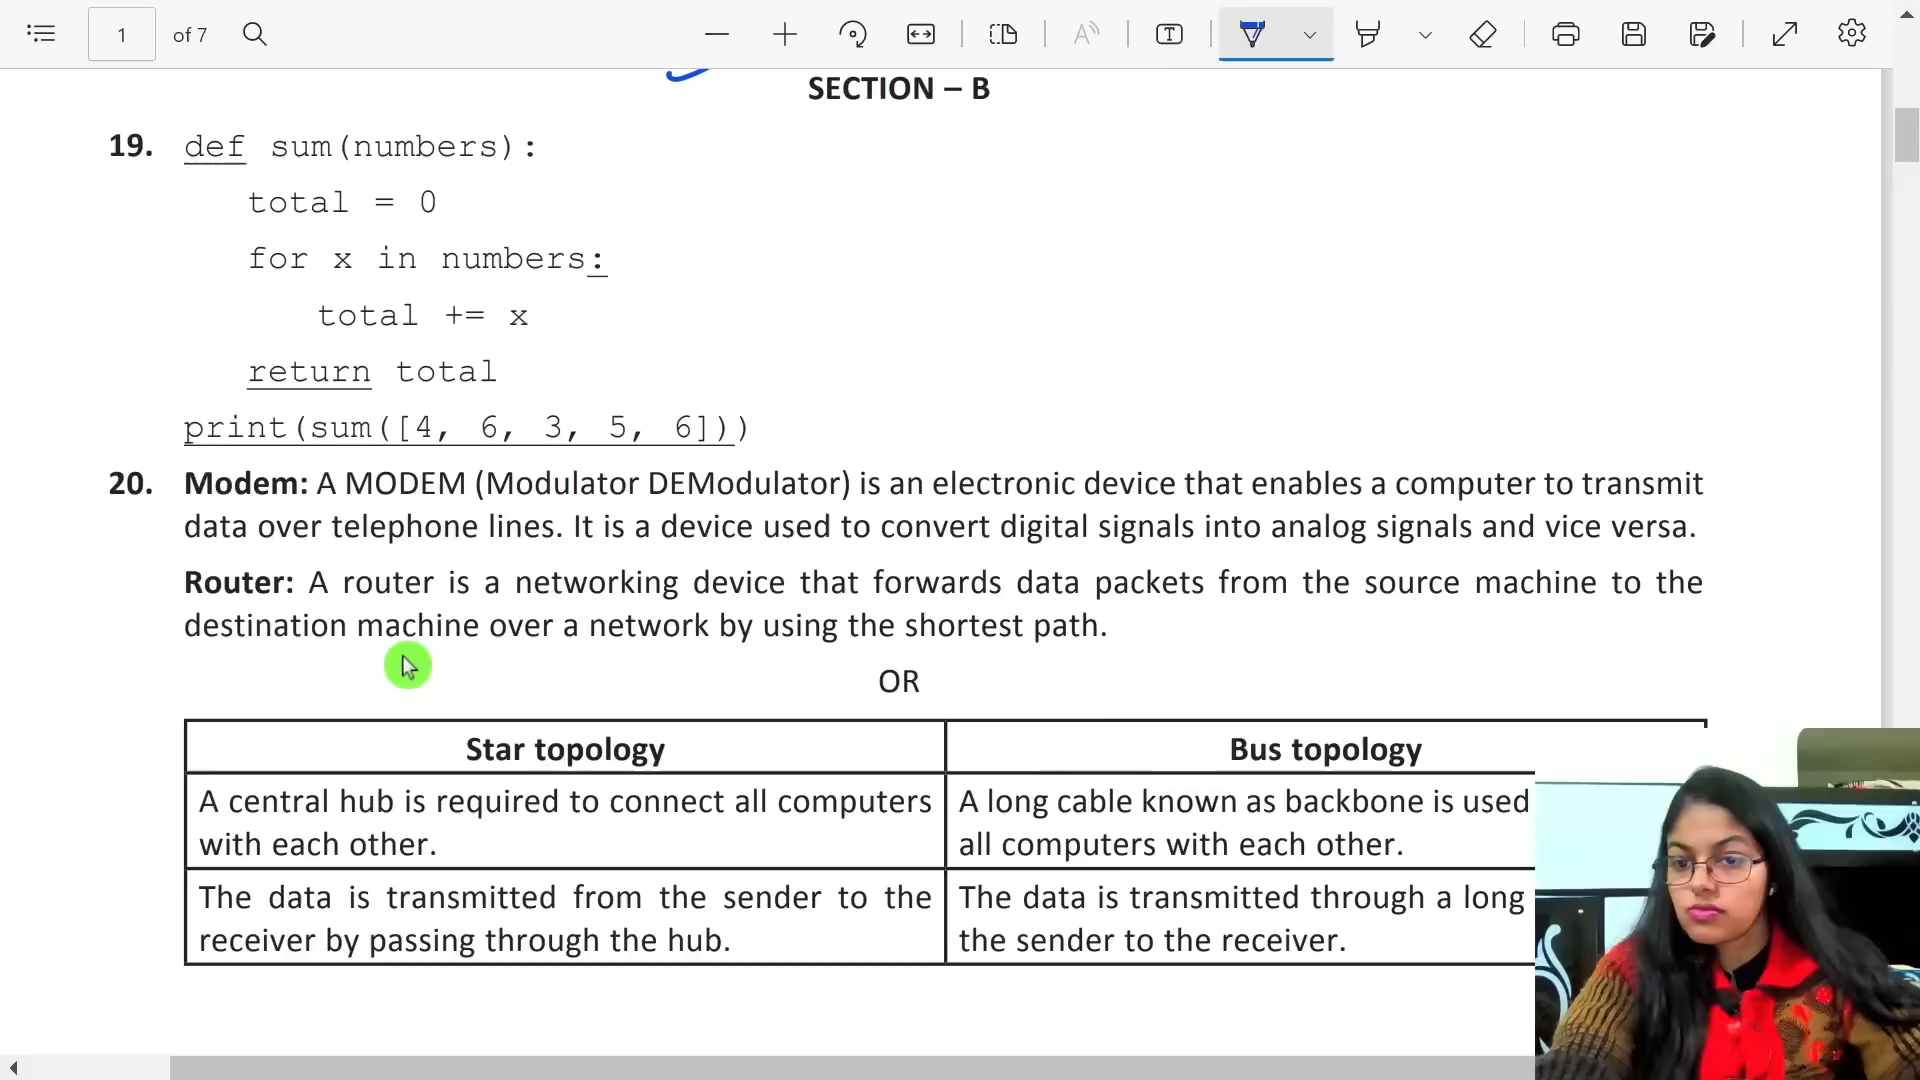 1 of 7
SECTION – B
19. def sum(numbers):
total = 0
for x in numbers:
total += x
return total
print(sum([4, 6, 3, 5, 6]))
20. Modem: A MODEM (Modulator DEModulator) is an electronic device that enables a computer to transmit
data over telephone lines. It is a device used to convert digital signals into analog signals and vice versa.
Router: A router is a networking device that forwards data packets from the source machine to the
destination machine over a network by using the shortest path.
OR
Star topology Bus topology
A central hub is required to connect all computers
with each other.
A long cable known as backbone is used
all computers with each other.
The data is transmitted from the sender to the
receiver by passing through the hub.
The data is transmitted through a long
the sender to the receiver.